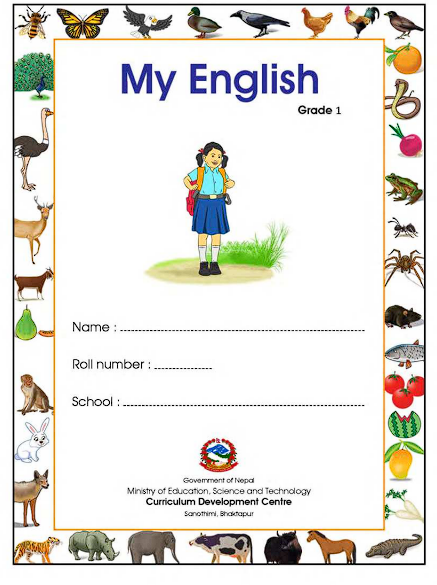 My English
Grade 1
Name : ------------------------------------------------
Roll number : ---------------
School : ------------------------------------------------
Government of Nepal
Ministry of Education, Science and Technology
Curriculum Development Centre
Sanothimi, Bhaktapur